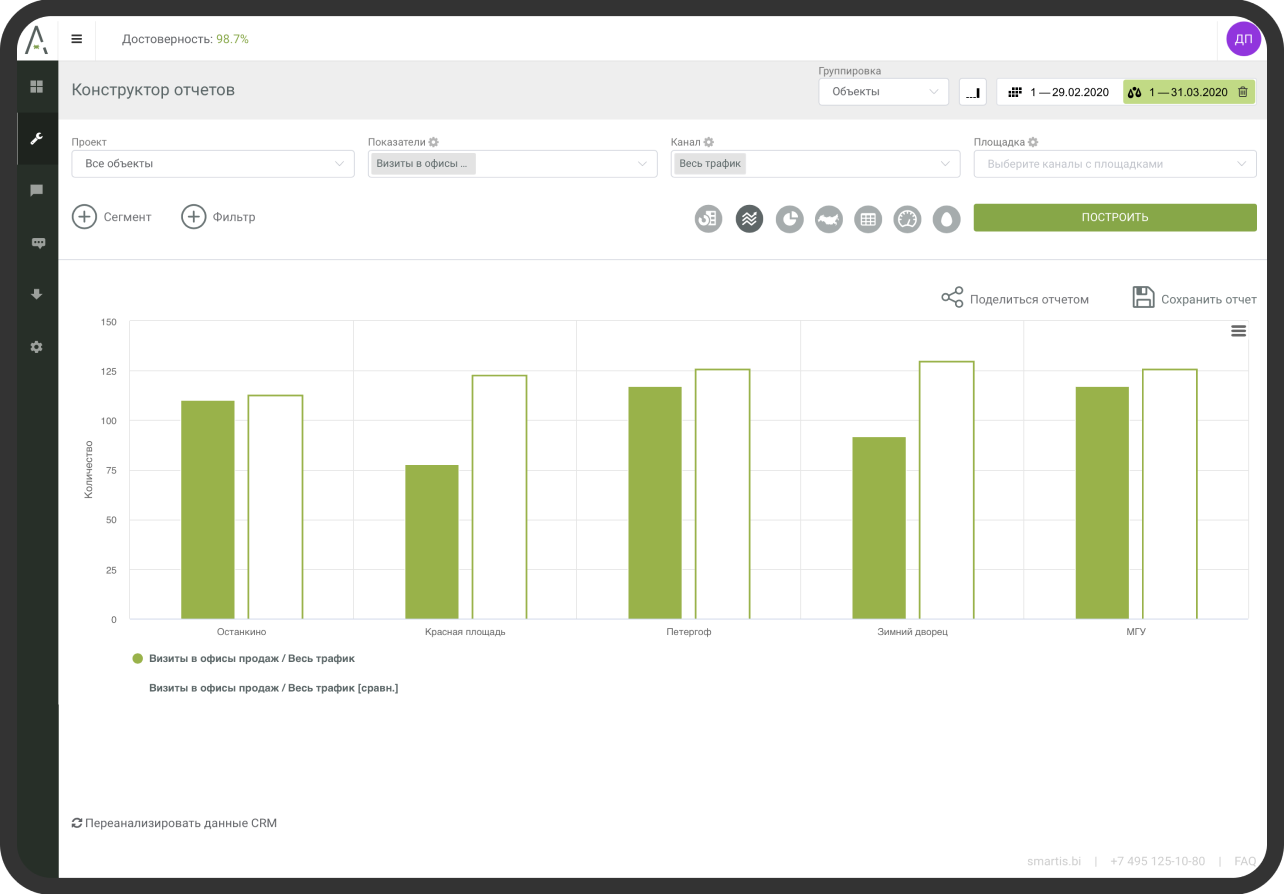 Достоверность: 98.7%
ДП
Группировка
Конструктор отчетов
Объекты
1 — 29.02.2020
1 — 31.03.2020
Проект
Показатели
Канал
Площадка
Все объекты
Визиты в офисы ...
Весь трафик
Выберите каналы с площадками
Сегмент
Фильтр
ПОСТРОИТЬ
Поделиться отчетом
Сохранить отчет
150
125
100
75
50
25
0
Количество
Останкино
Красная площадь
Петергоф
Зимний дворец
МГУ
Визиты в офисы продаж / Весь трафик
Визиты в офисы продаж / Весь трафик [сравн.]
Переанализировать данные CRM
smartis.bi | +7 495 125-10-80 | FAQ